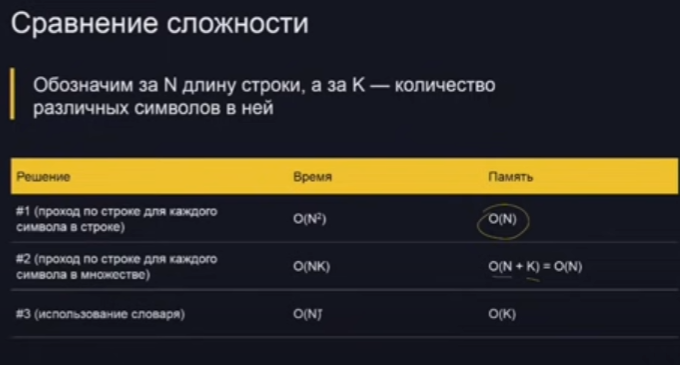 Сравнение сложности
Обозначим за N длину строки, а за K — количество
различных символов в ней
Решение Время Память
#1 (проход по строке для каждого
символа в строке) O(N²) O(N)
#2 (проход по строке для каждого
символа в множестве) O(NK) O(N + K) = O(N)
#3 (использование словаря) O(N) O(K)